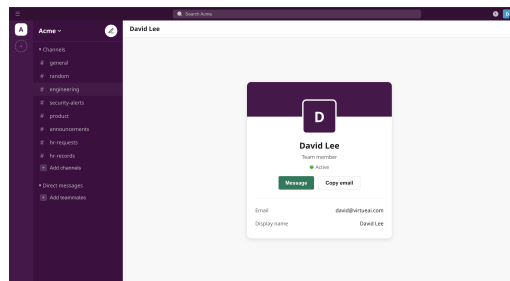 Search Acme
D
A
Acme
David Lee
Channels
# general
# random
# engineering
# security-alerts
# product
# announcements
# hr-requests
# hr-records
+ Add channels
Direct messages
+ Add teammates
D
David Lee
Team member
Active
Message
Copy email
Email
david@virtueai.com
Display name
David Lee